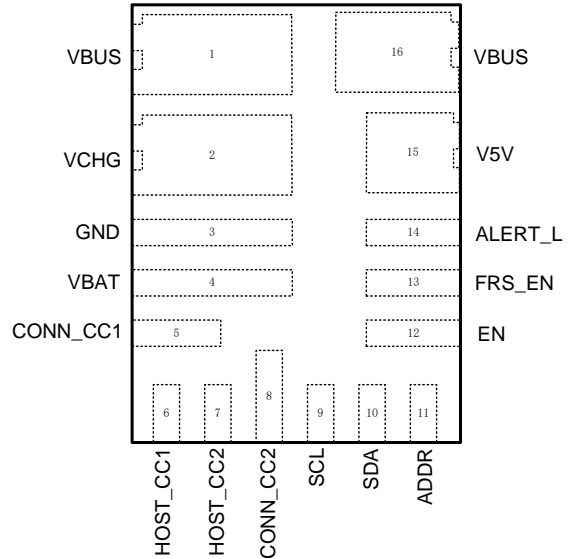 VBUS 1 16 VBUS
VCHG 2 15 V5V
GND 3 14 ALERT_L
VBAT 4 13 FRS_EN
CONN_CC1 5 12 EN
6 7 8 9 10 11
HOST_CC1
HOST_CC2
CONN_CC2
SCL
SDA
ADDR